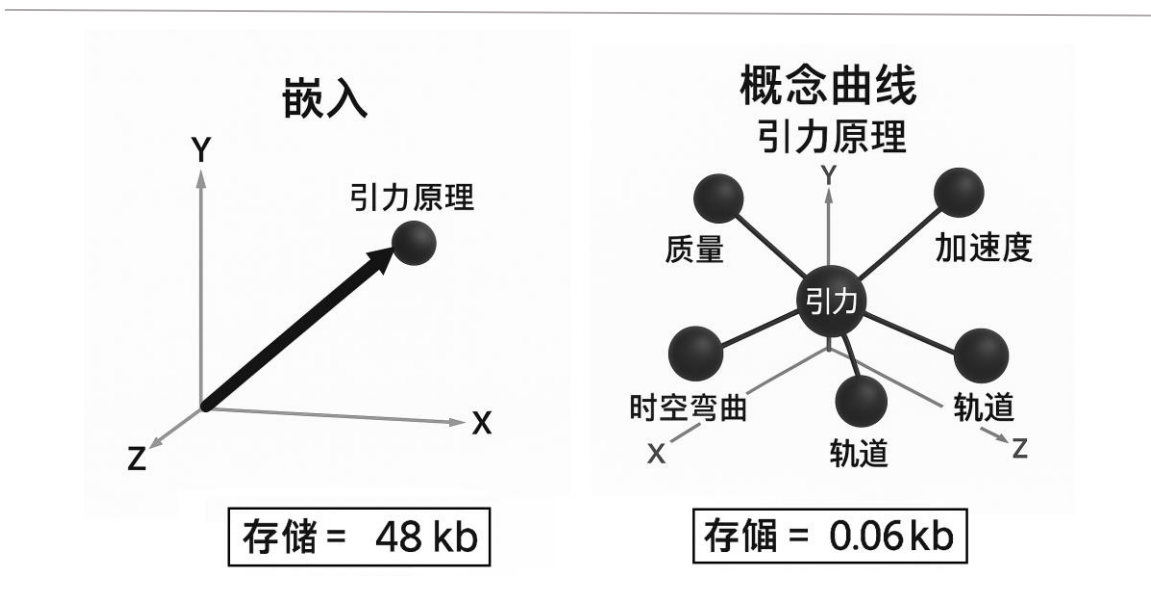 嵌入
Y
引力原理
X
Z
存储 = 48 kb
概念曲线
引力原理
Y
质量
加速度
引力
时空弯曲
轨道
轨道
X
Z
存储 = 0.06 kb